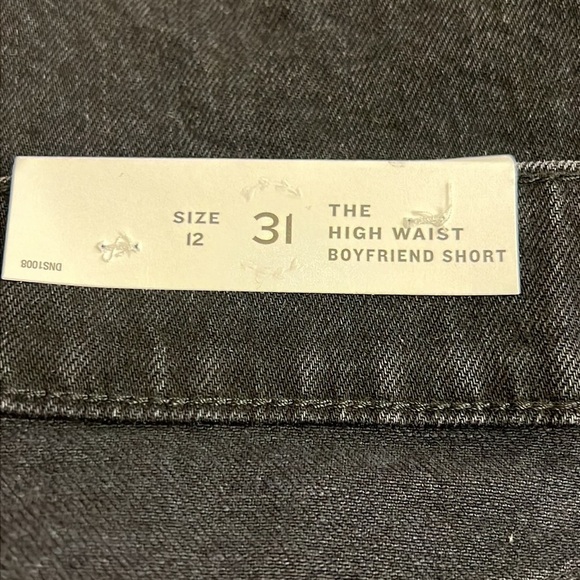 SIZE
12
31
THE
HIGH WAIST
BOYFRIEND SHORT
DNS1008